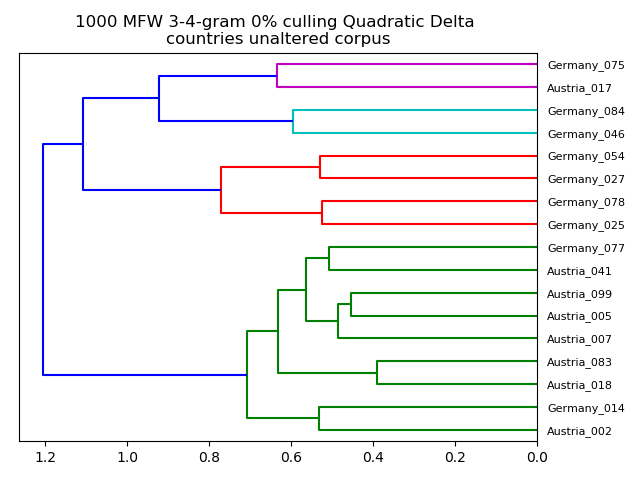 1000 MFW 3-4-gram 0% culling Quadratic Delta
countries unaltered corpus
Germany_075
Austria_017
Germany_084
Germany_046
Germany_054
Germany_027
Germany_078
Germany_025
Germany_077
Austria_041
Austria_099
Austria_005
Austria_007
Austria_083
Austria_018
Germany_014
Austria_002
1.2 1.0 0.8 0.6 0.4 0.2 0.0